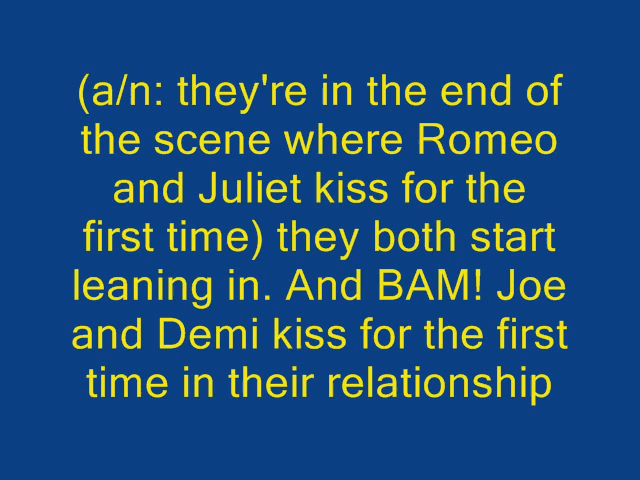 (a/n: they're in the end of
the scene where Romeo
and Juliet kiss for the
first time) they both start
leaning in. And BAM! Joe
and Demi kiss for the first
time in their relationship